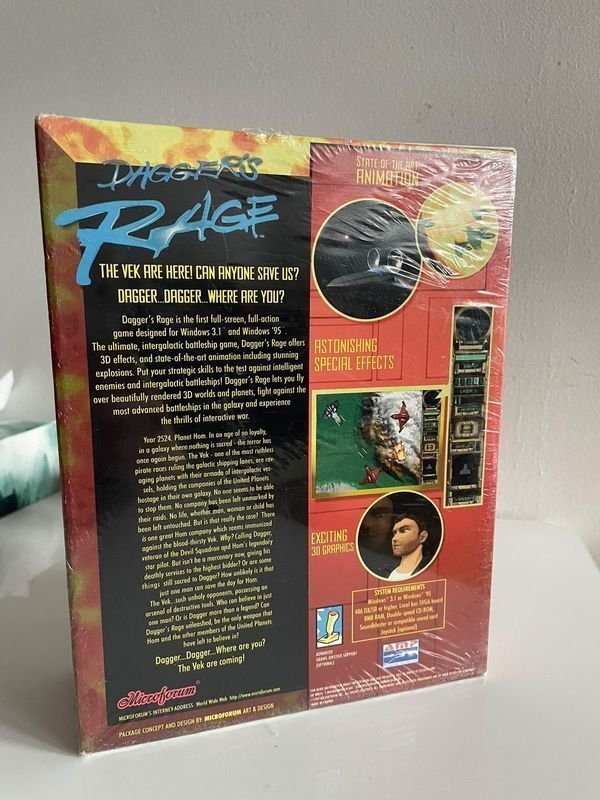 DAGGER'S
RAGE™
THE VEK ARE HERE! CAN ANYONE SAVE US?
DAGGER...DAGGER...WHERE ARE YOU?
Dagger's Rage is the first full-screen, full-action
game designed for Windows 3.1 and Windows '95
The ultimate, intergalactic battleship game, Dagger's Rage offers
3D effects, and state-of-the-art animation including stunning
explosions. Put your strategic skills to the test against intelligent
enemies and intergalactic battleships! Dagger's Rage lets you fly
over beautifully rendered 3D worlds and planets, fight against the
most advanced battleships in the galaxy and experience
the thrills of interactive war.
Year 2524. Planet Hom. In an age of no loyalty,
in a galaxy where nothing is sacred - the terror has
once again begun. The Vek - one of the most ruthless
pirate races ruling the galactic shipping lanes, are rav-
aging planets with their armada of intergalactic ves-
sels, holding the companies of the United Planets
hostage in their own galaxy. No one seems to be able
to stop them. No company has been left unmarked by
their raids. No life, whether man, woman or child has
been left untouched. But is that really the case? There
is one great Hom company which seems immunized
against the blood-thirsty Vek. Why? Calling Dagger,
veteran of the Devil Squadron and Hom's legendary
star pilot. But isn't he a mercenary now, giving his
deathly services to the highest bidder? Or are some
things still sacred to Dagger? How unlikely is it that
just one man can save the day for Hom.
The Vek...such unholy opponents, possessing an
arsenal of destructive tools. Who can believe in just
one man? Or is Dagger more than a legend? Can
Dagger's Rage unleashed, be the only weapon that
Hom and the other members of the United Planets
have left to believe in?
Dagger...Dagger...Where are you?
The Vek are coming!
Microforum
MICROFORUM'S INTERNET ADDRESS: World Wide Web http://www.microforum.com
PACKAGE CONCEPT AND DESIGN BY MICROFORUM ART & DESIGN
STATE OF THE ART
ANIMATION
ASTONISHING
SPECIAL EFFECTS
EXCITING
3D GRAPHICS
SYSTEM REQUIREMENTS
Windows 3.1 or Windows '95
486 DX/50 or higher, Local bus SVGA board
8MB RAM, Double-speed CD-ROM,
Soundblaster or compatible sound card
Joystick (optional)
ADVANCED
GRAVIS JOYSTICK SUPPORT
(OPTIONAL)